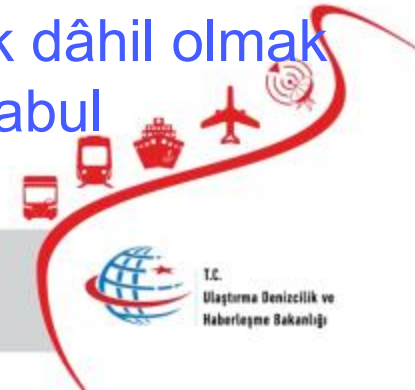 k dâhil olmak
abul
T.C.
Ulaştırma Denizcilik ve
Haberleşme Bakanlığı